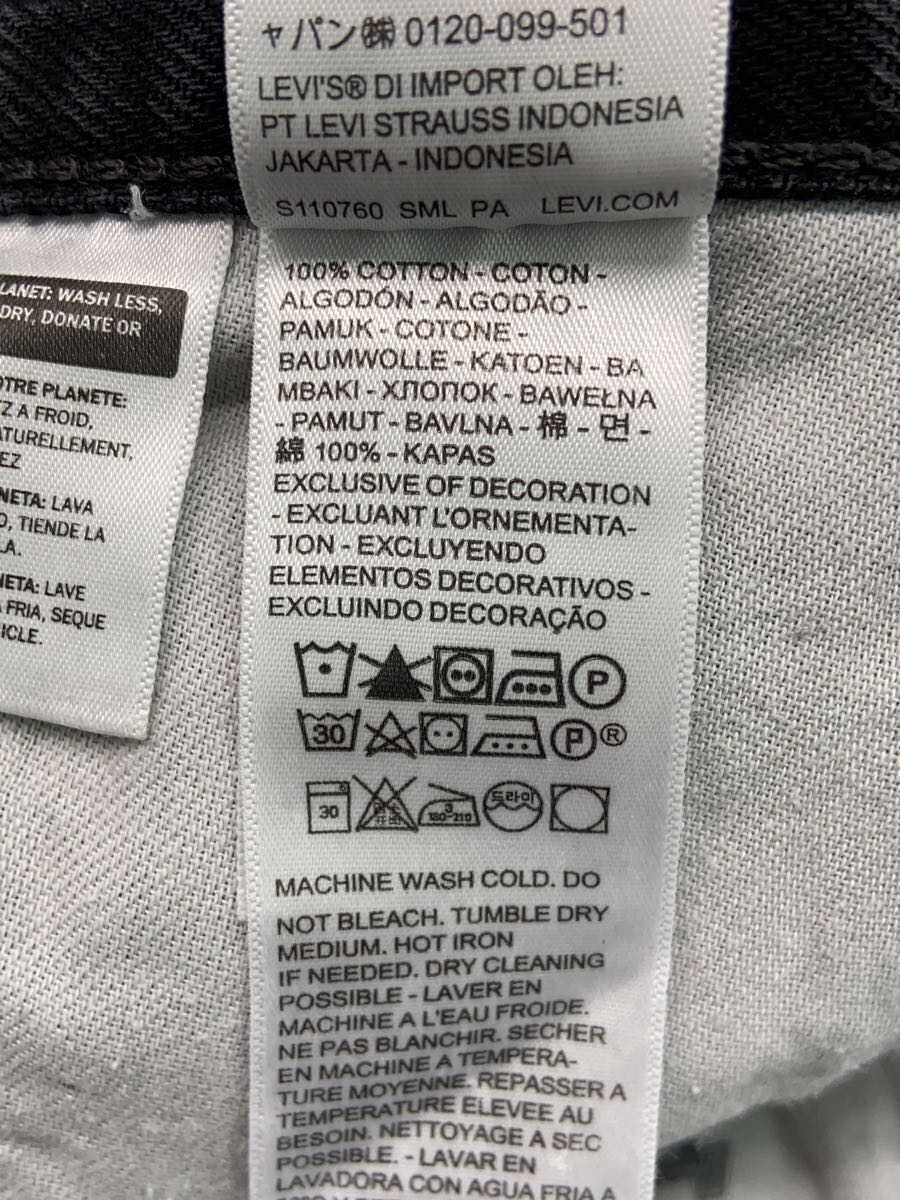 ャパン㈱ 0120-099-501
LEVI'S® DI IMPORT OLEH:
PT LEVI STRAUSS INDONESIA
JAKARTA - INDONESIA
S110760 SML PA LEVI.COM
100% COTTON - COTON -
ALGODÓN - ALGODÃO -
PAMUK - COTONE -
BAUMWOLLE - KATOEN - BA
MBAKI - ХЛОПОК - BAWEŁNA
- PAMUT - BAVLNA - 棉 - 면 -
綿 100% - KAPAS
EXCLUSIVE OF DECORATION
- EXCLUANT L'ORNEMENTA-
TION - EXCLUYENDO
ELEMENTOS DECORATIVOS -
EXCLUINDO DECORAÇÃO
P
30 P ®
30 3 180-210 드라이
MACHINE WASH COLD. DO
NOT BLEACH. TUMBLE DRY
MEDIUM. HOT IRON
IF NEEDED. DRY CLEANING
POSSIBLE - LAVER EN
MACHINE A L'EAU FROIDE.
NE PAS BLANCHIR. SECHER
EN MACHINE A TEMPERA-
TURE MOYENNE. REPASSER A
TEMPERATURE ELEVEE AU
BESOIN. NETTOYAGE A SEC
POSSIBLE. - LAVAR EN
LAVADORA CON AGUA FRIA A
LANET: WASH LESS,
DRY, DONATE OR
OTRE PLANETE:
Z A FROID,
ATURELLEMENT,
EZ
NETA: LAVA
O, TIENDE LA
LA.
NETA: LAVE
FRIA, SEQUE
ICLE.